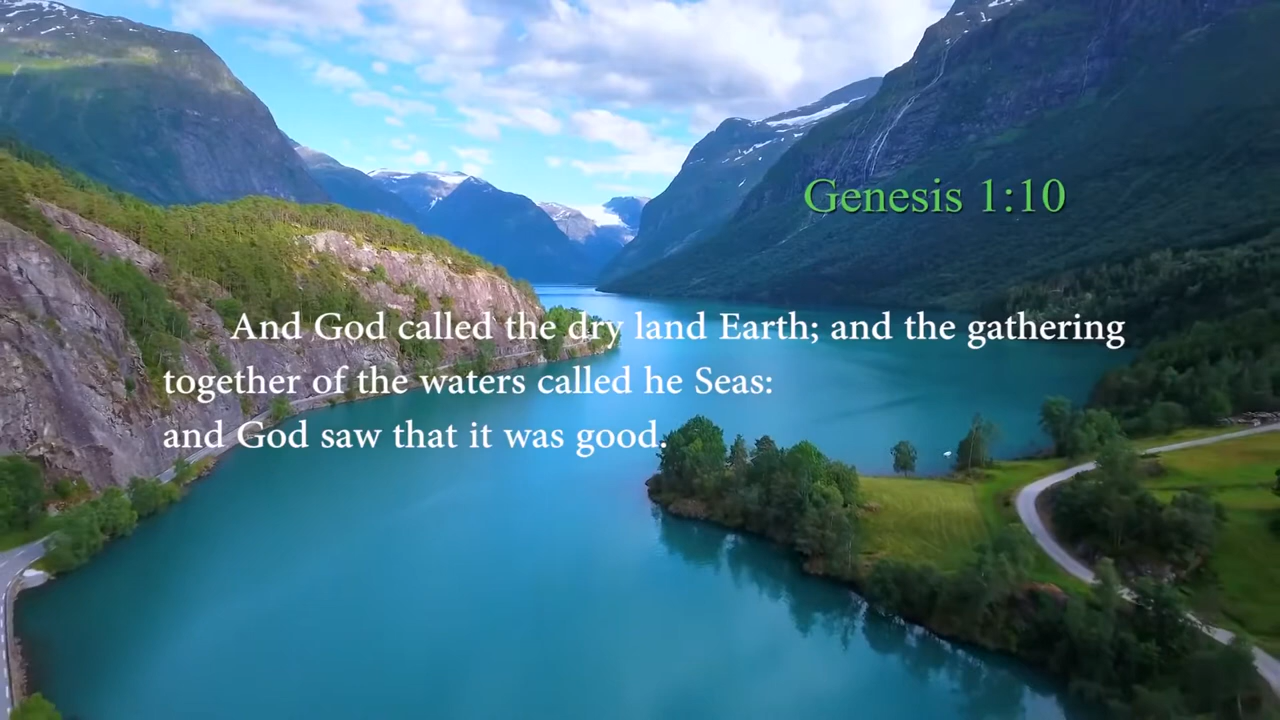 Genesis 1:10
And God called the dry land Earth; and the gathering
together of the waters called he Seas:
and God saw that it was good.